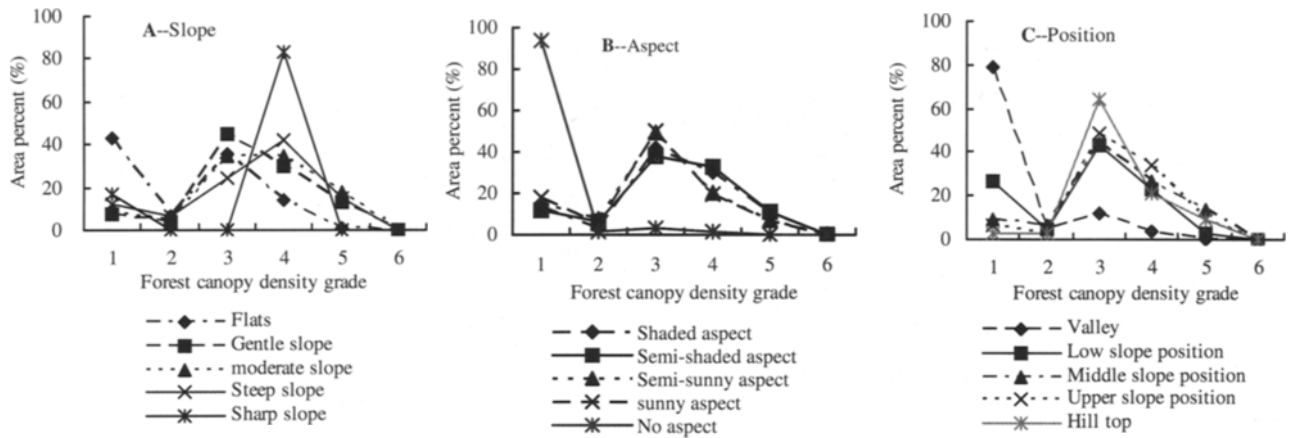 A--Slope
Area percent (%)
100
80
60
40
20
0
1 2 3 4 5 6
Forest canopy density grade
Flats
Gentle slope
moderate slope
Steep slope
Sharp slope
B--Aspect
Area percent (%)
100
80
60
40
20
0
1 2 3 4 5 6
Forest canopy density grade
Shaded aspect
Semi-shaded aspect
Semi-sunny aspect
sunny aspect
No aspect
C--Position
Area percent (%)
100
80
60
40
20
0
1 2 3 4 5 6
Forest canopy density grade
Valley
Low slope position
Middle slope position
Upper slope position
Hill top